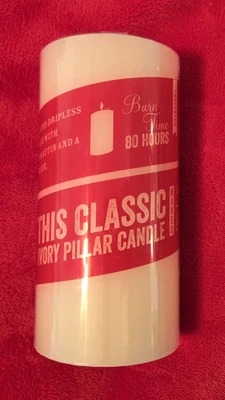 DRIPLESS
WITH
AND A
Burn
Time
80 HOURS
THIS CLASSIC
IVORY PILLAR CANDLE